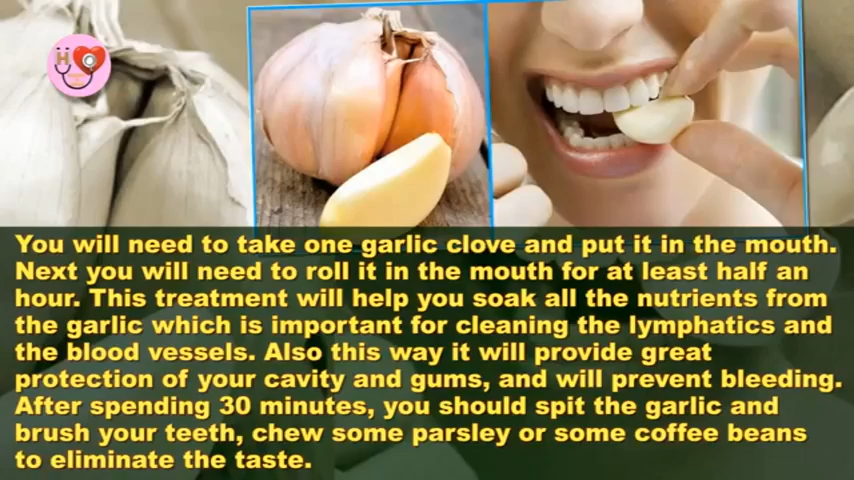 You will need to take one garlic clove and put it in the mouth.
Next you will need to roll it in the mouth for at least half an
hour. This treatment will help you soak all the nutrients from
the garlic which is important for cleaning the lymphatics and
the blood vessels. Also this way it will provide great
protection of your cavity and gums, and will prevent bleeding.
After spending 30 minutes, you should spit the garlic and
brush your teeth, chew some parsley or some coffee beans
to eliminate the taste.